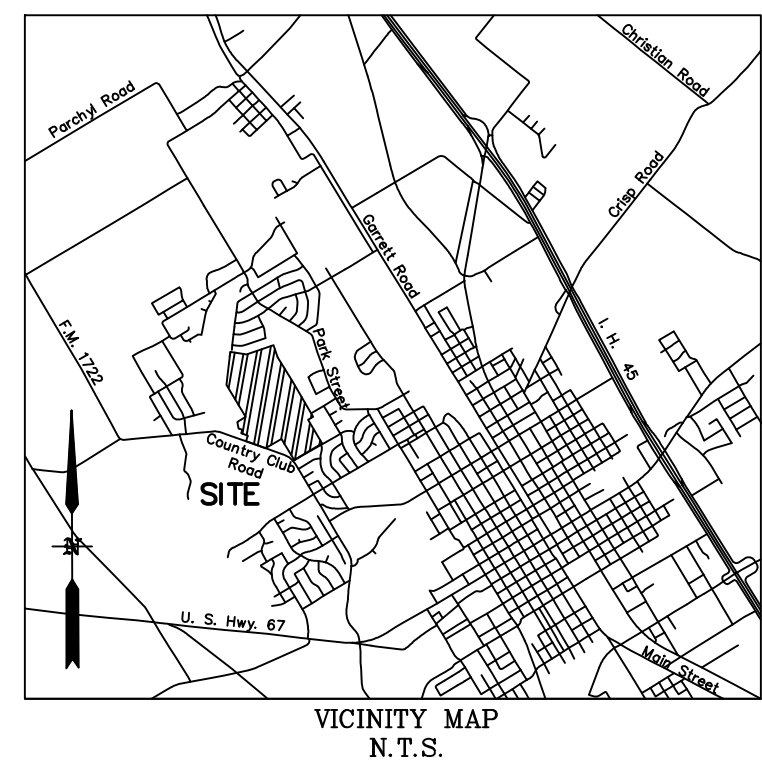 Christian Road
Parchyl Road
Crisp Road
Garrett Road
F.M. 1722
I. H. 45
Park Street
Country Club
Road
SITE
N
U. S. Hwy. 67
Main Street
VICINITY MAP
N.T.S.